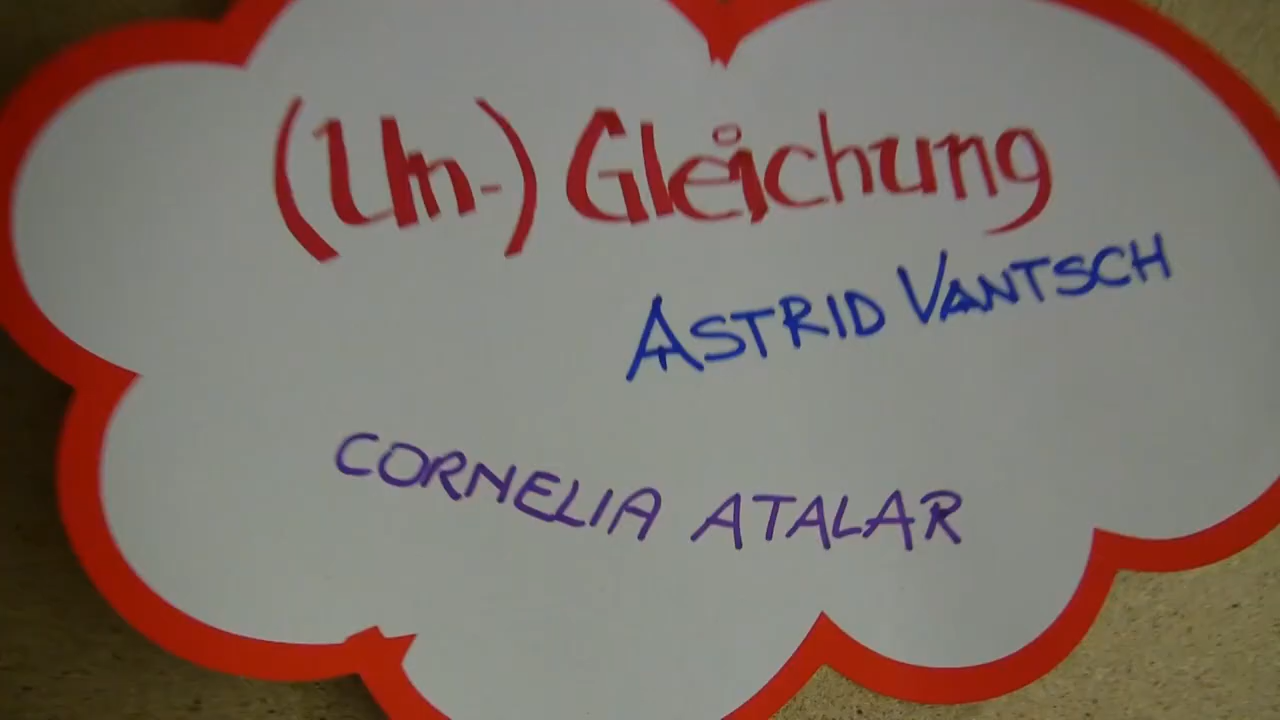 (Un-) Gleichung
ASTRID VANTSCH
CORNELIA ATALAR